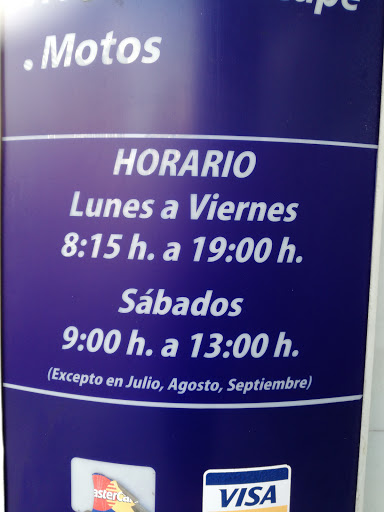 . Motos
HORARIO
Lunes a Viernes
8:15 h. a 19:00 h.
Sábados
9:00 h. a 13:00 h.
(Excepto en Julio, Agosto, Septiembre)
VISA